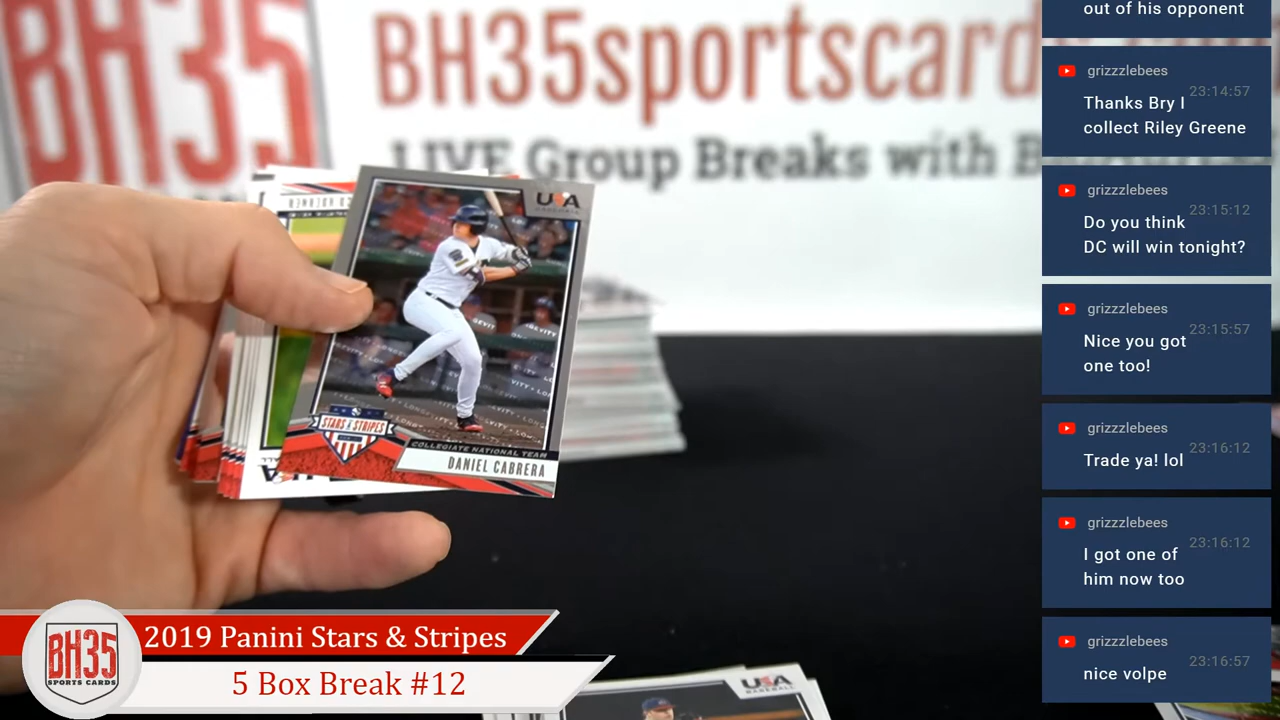 BH35
BH35sportscard
LIVE Group Breaks with B
USA
BASEBALL
STARS & STRIPES
COLLEGIATE NATIONAL TEAM
DANIEL CABRERA
USA
BASEBALL
BH35
SPORTS CARDS
2019 Panini Stars & Stripes
5 Box Break #12
out of his opponent
grizzzlebees
23:14:57
Thanks Bry I
collect Riley Greene
grizzzlebees
23:15:12
Do you think
DC will win tonight?
grizzzlebees
23:15:57
Nice you got
one too!
grizzzlebees
23:16:12
Trade ya! lol
grizzzlebees
23:16:12
I got one of
him now too
grizzzlebees
23:16:57
nice volpe